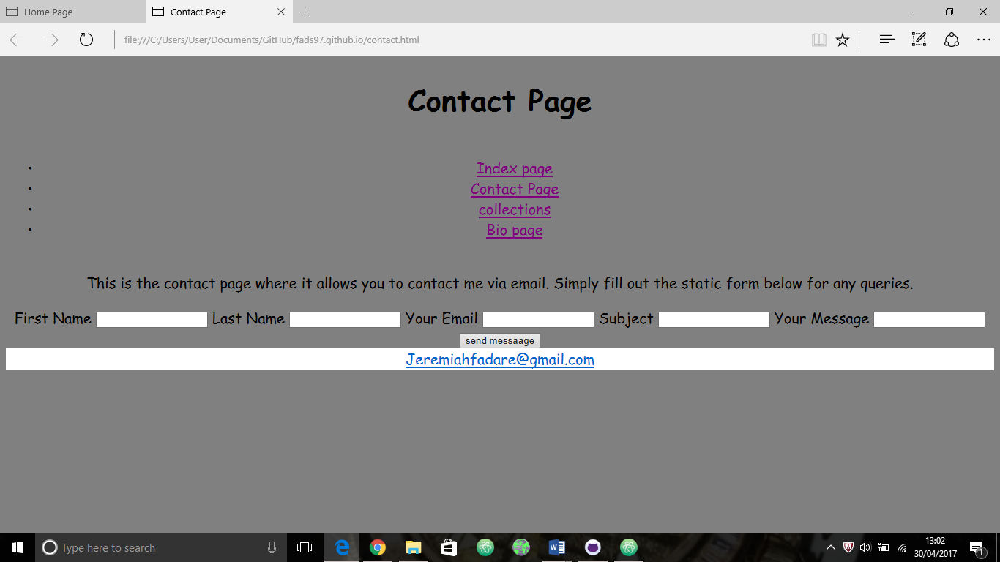 Home Page
Contact Page
file:///C:/Users/User/Documents/GitHub/fads97.github.io/contact.html
Contact Page
• Index page
• Contact Page
• collections
• Bio page
This is the contact page where it allows you to contact me via email. Simply fill out the static form below for any queries.
First Name Last Name Your Email Subject Your Message
send messaage
Jeremiahfadare@gmail.com
Type here to search
13:02
30/04/2017
1